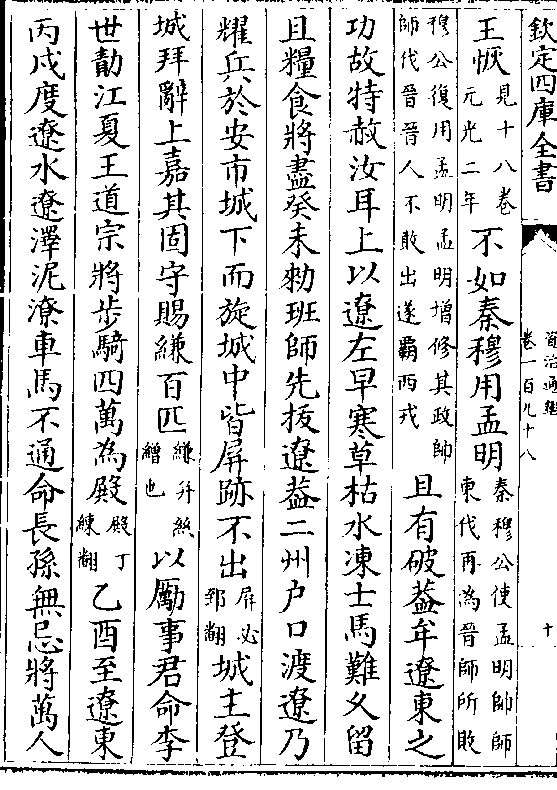 欽定四庫全書
資治通鑑
卷一百九十八
十
王恢見十八卷元光二年不如秦穆用孟明秦穆公使孟明帥師東伐再為晉師所敗
穆公復用孟明孟明増修其政帥師伐晉晉人不敢出遂霸西戎且有破葢牟遼東之
功故特赦汝耳上以遼左早寒草枯水凍士馬難乆留
且糧食將盡癸未勑班師先抜遼葢二州户口渡遼乃
耀兵於安市城下而旋城中皆屏跡不出屏必郢翻城主登
城拜辭上嘉其固守賜縑百匹縑并絲繒也以勵事君命李
世勣江夏王道宗將歩騎四萬為殿殿丁練翻乙酉至遼東
丙戌度遼水遼澤泥潦車馬不通命長孫無忌將萬人